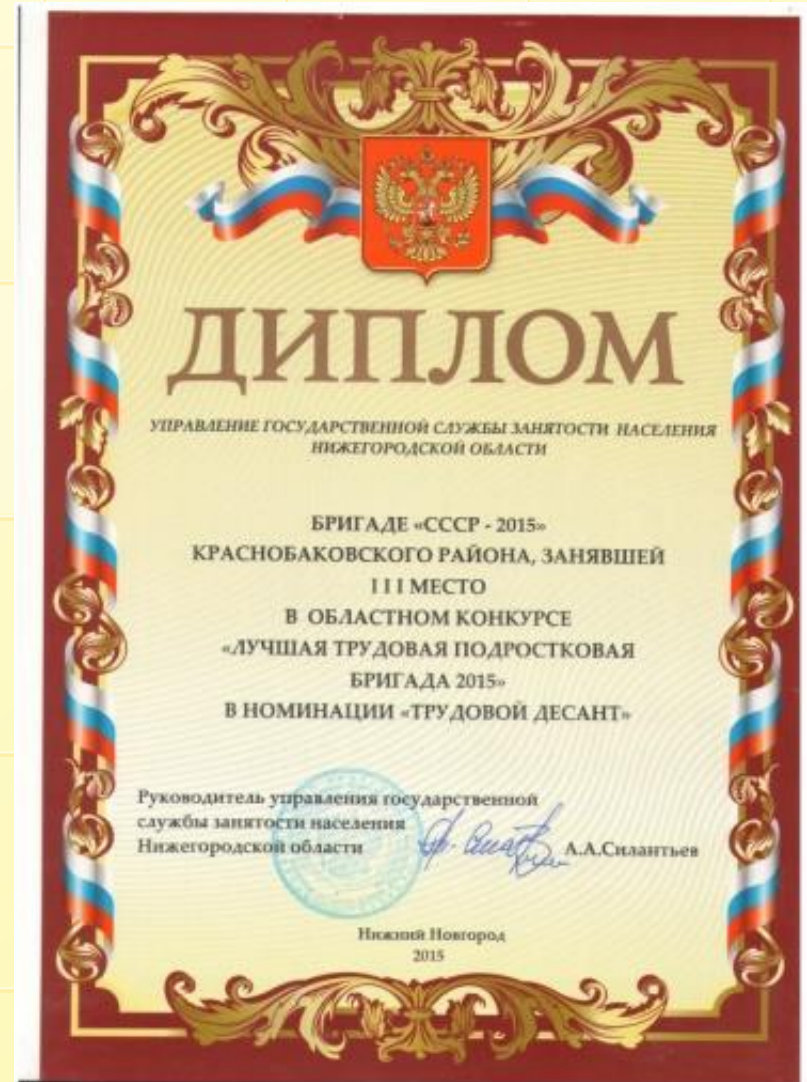 ДИПЛОМ
УПРАВЛЕНИЕ ГОСУДАРСТВЕННОЙ СЛУЖБЫ ЗАНЯТОСТИ НАСЕЛЕНИЯ
НИЖЕГОРОДСКОЙ ОБЛАСТИ
БРИГАДЕ «СССР - 2015»
КРАСНОБАКОВСКОГО РАЙОНА, ЗАНЯВШЕЙ
I I I МЕСТО
В ОБЛАСТНОМ КОНКУРСЕ
«ЛУЧШАЯ ТРУДОВАЯ ПОДРОСТКОВАЯ
БРИГАДА 2015»
В НОМИНАЦИИ «ТРУДОВОЙ ДЕСАНТ»
Руководитель управления государственной
службы занятости населения
Нижегородской области А.А.Силантьев
Нижний Новгород
2015